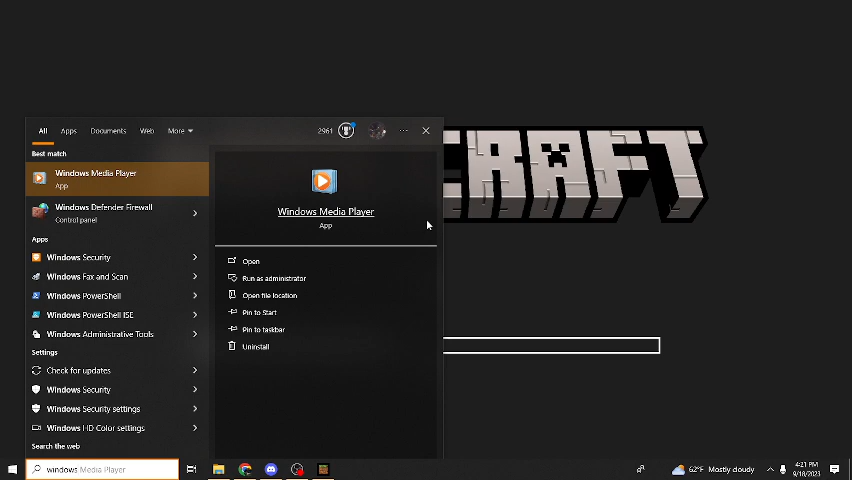 All Apps Documents Web More 2961
Best match
Windows Media Player
App
Windows Defender Firewall
Control panel
Apps
Windows Security
Windows Fax and Scan
Windows PowerShell
Windows PowerShell ISE
Windows Administrative Tools
Settings
Check for updates
Windows Security
Windows Security settings
Windows HD Color settings
Search the web
Windows Media Player
App
Open
Run as administrator
Open file location
Pin to Start
Pin to taskbar
Uninstall
CRAFT
windows Media Player
62°F Mostly cloudy
4:21 PM
9/18/2023